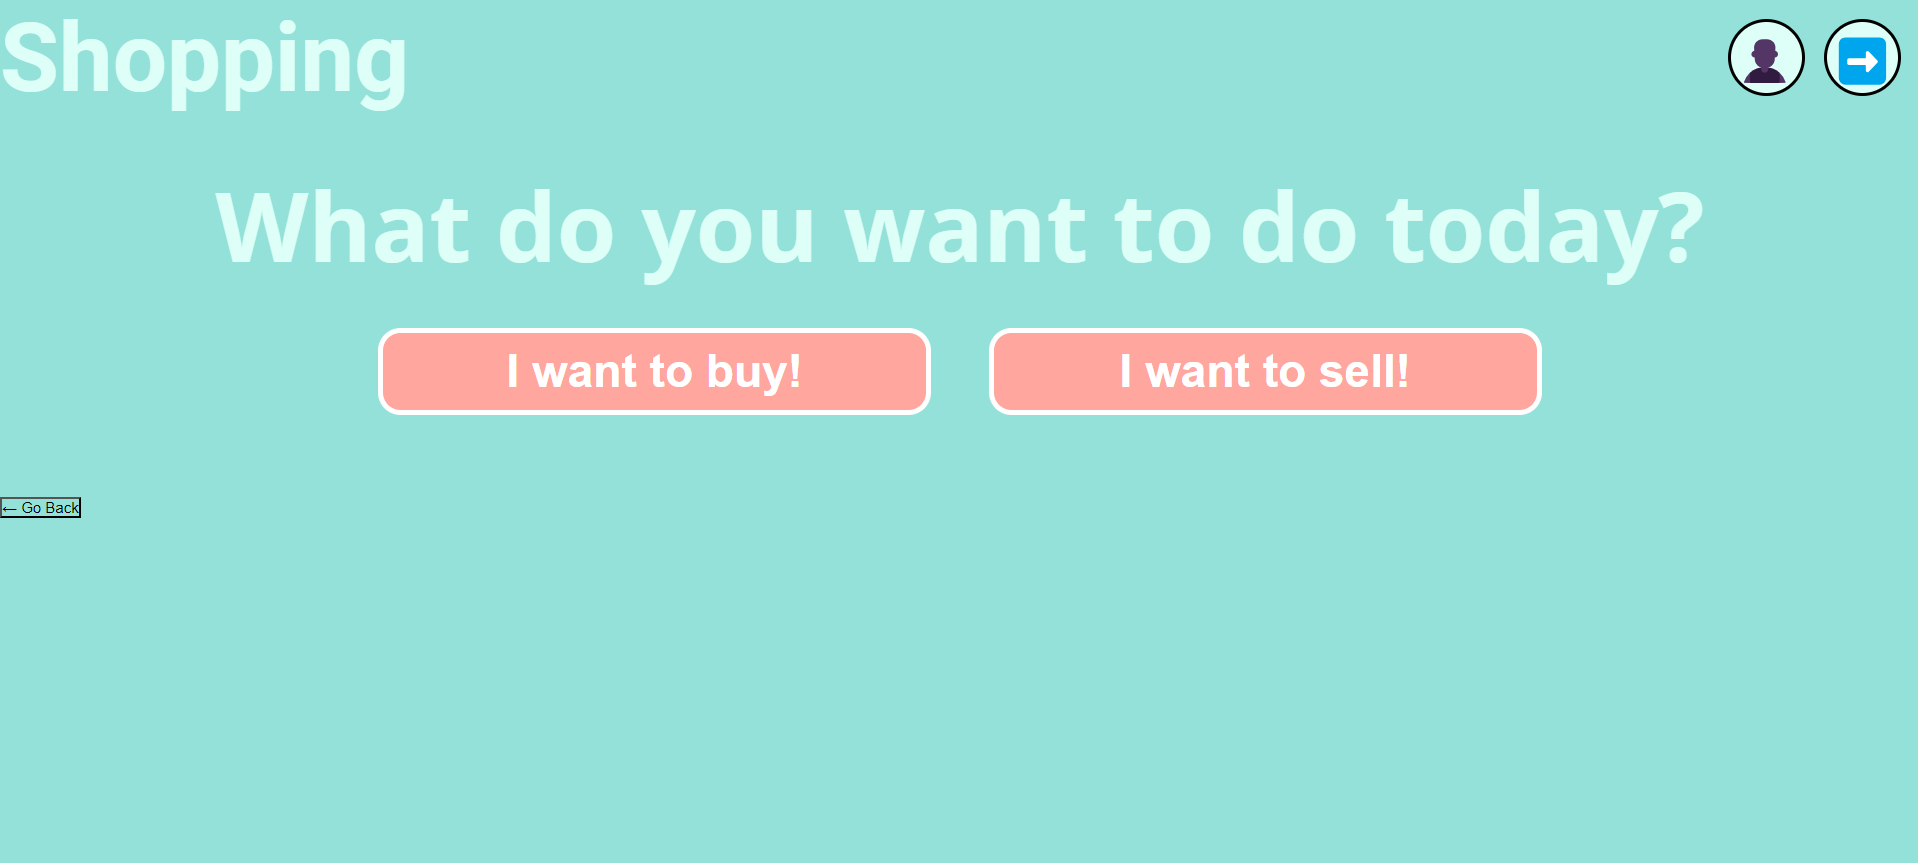 Shopping
What do you want to do today?
I want to buy! I want to sell!
← Go Back